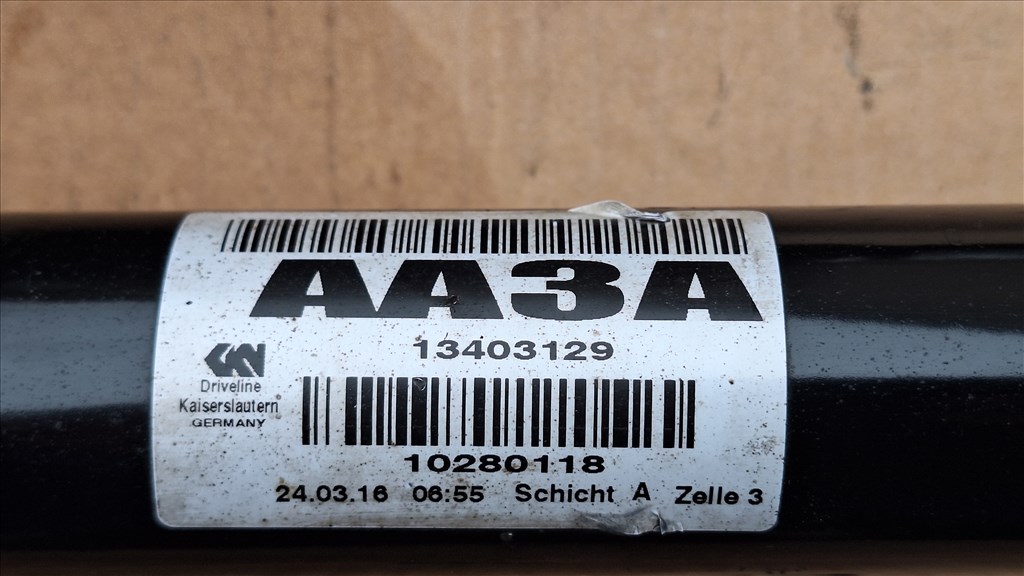 AA3A
13403129
GKN
Driveline
Kaiserslautern
GERMANY
10280118
24.03.16 06:55 Schicht A Zelle 3